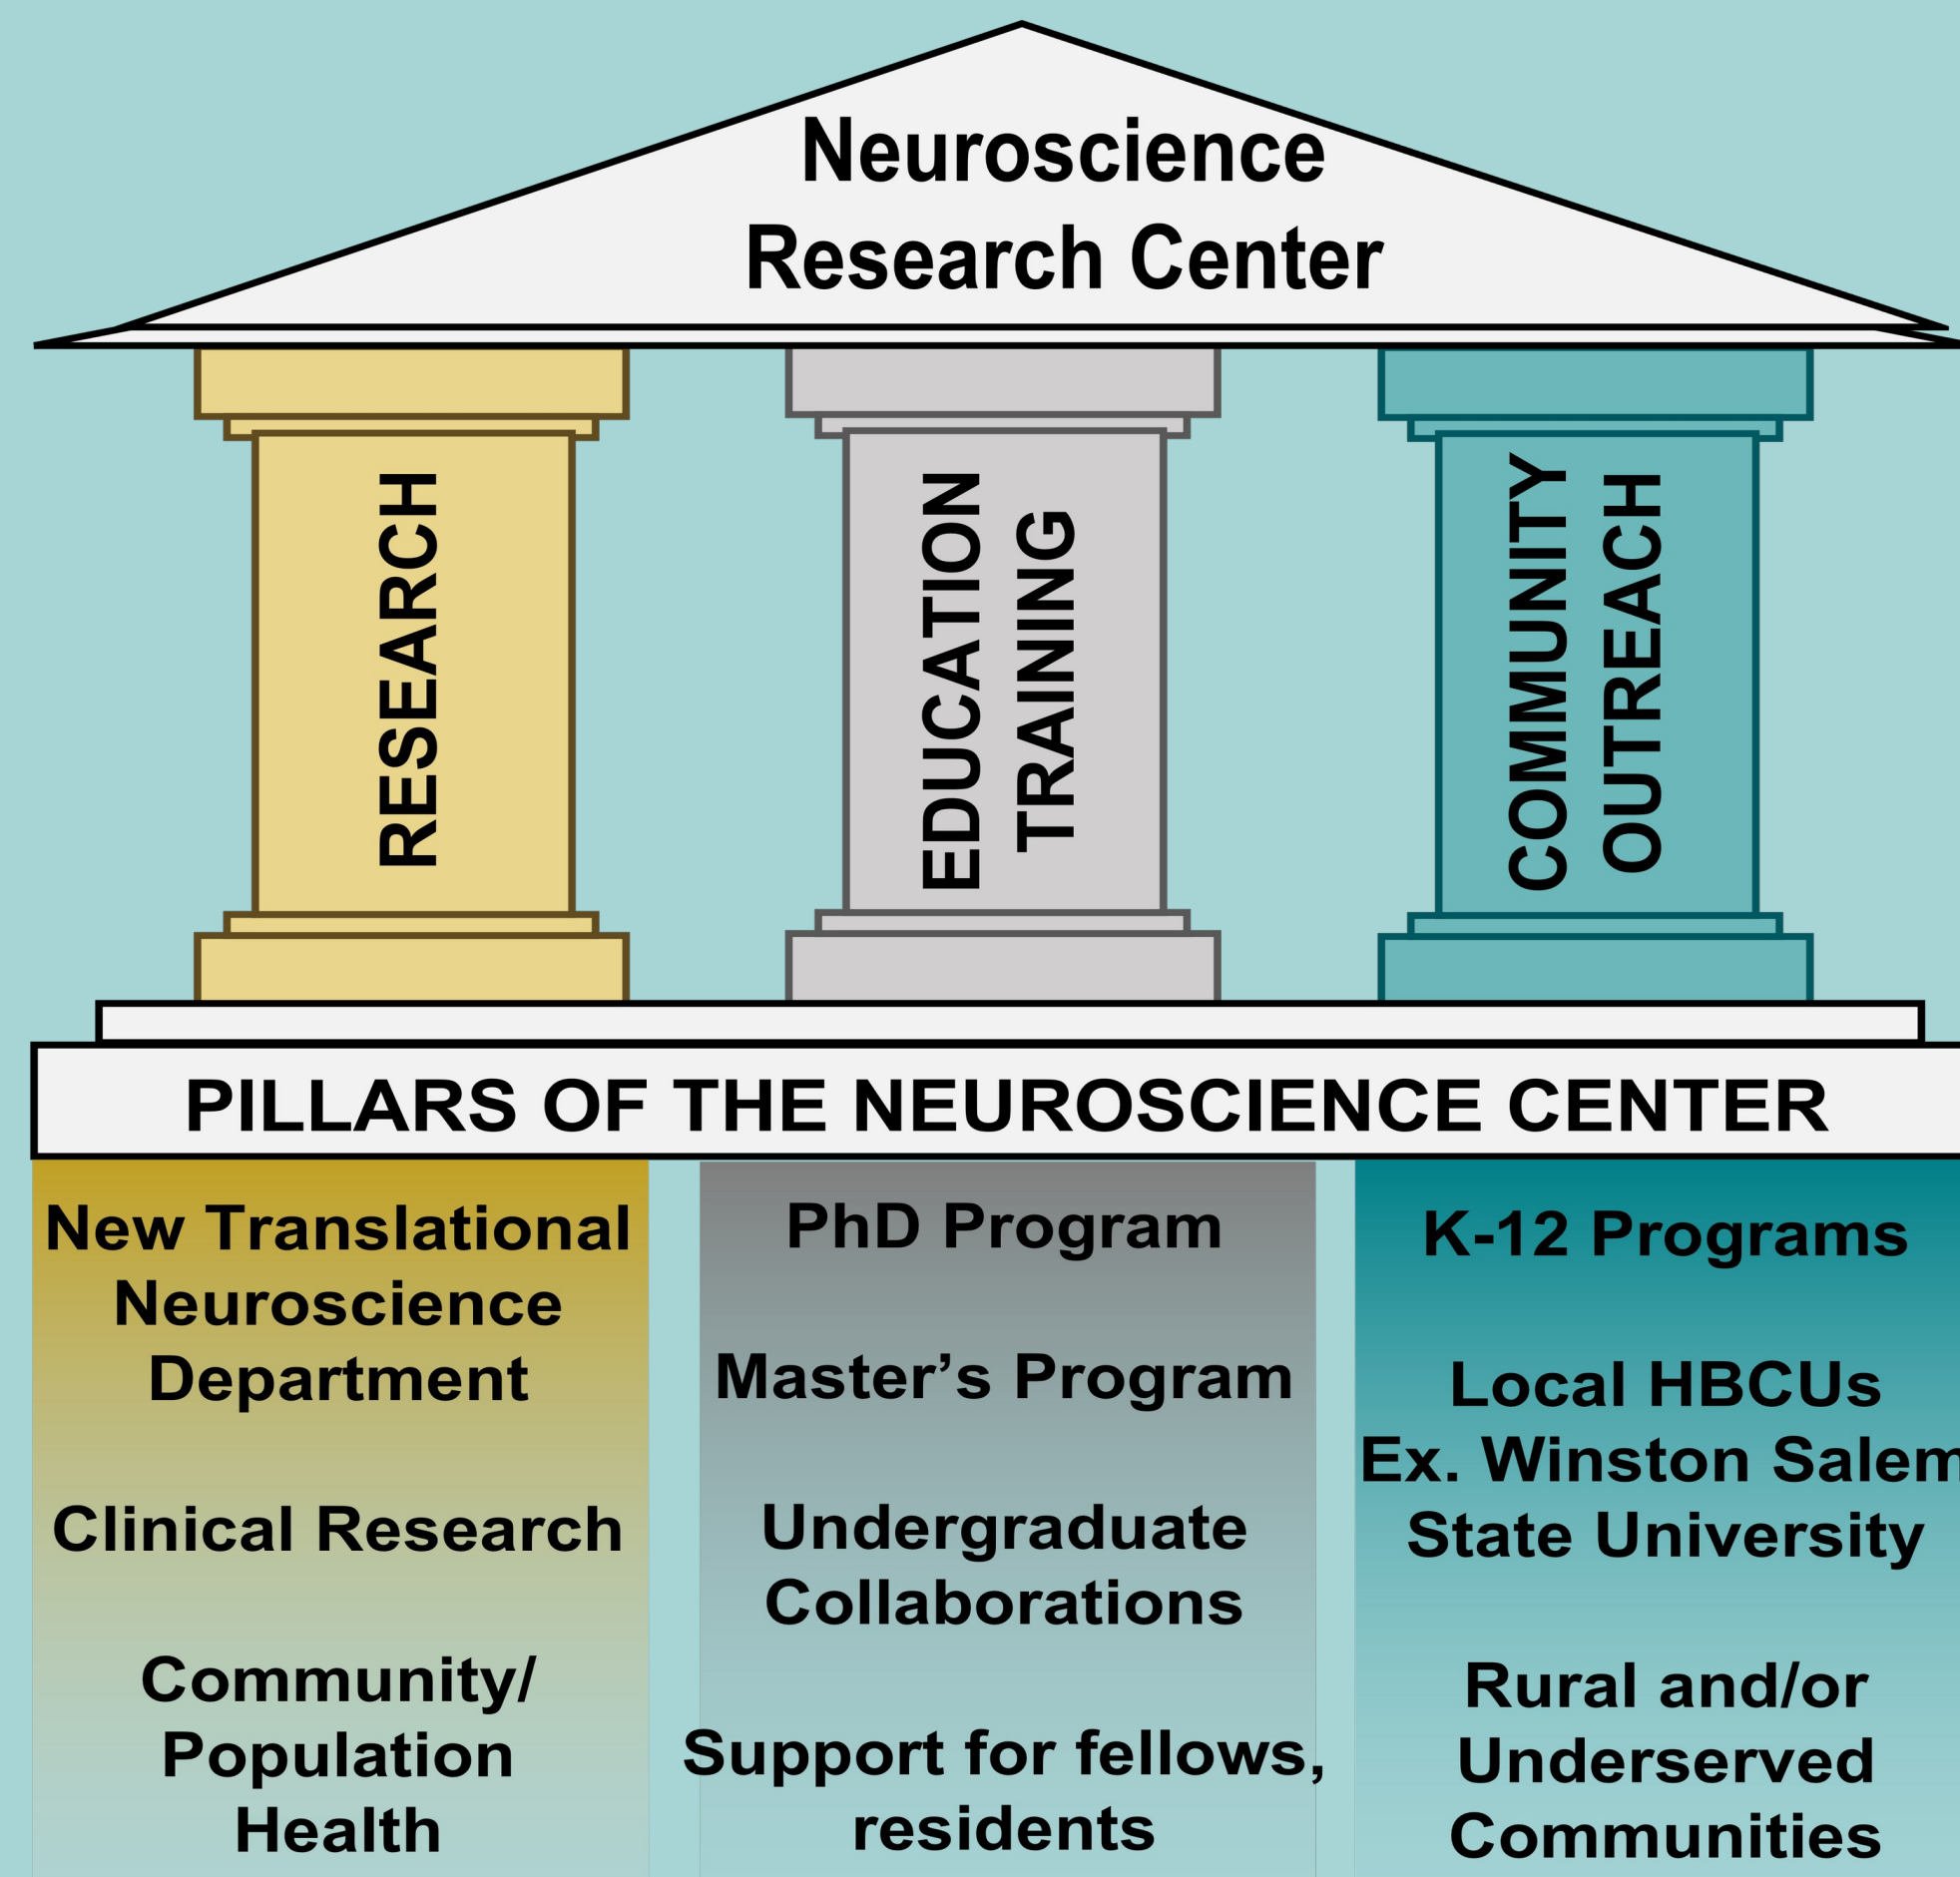 Neuroscience
Research Center
RESEARCH
EDUCATION
TRAINING
COMMUNITY
OUTREACH
PILLARS OF THE NEUROSCIENCE CENTER
New Translational
Neuroscience
Department
Clinical Research
Community/
Population
Health
PhD Program
Master’s Program
Undergraduate
Collaborations
Support for fellows,
residents
K-12 Programs
Local HBCUs
Ex. Winston Salem
State University
Rural and/or
Underserved
Communities